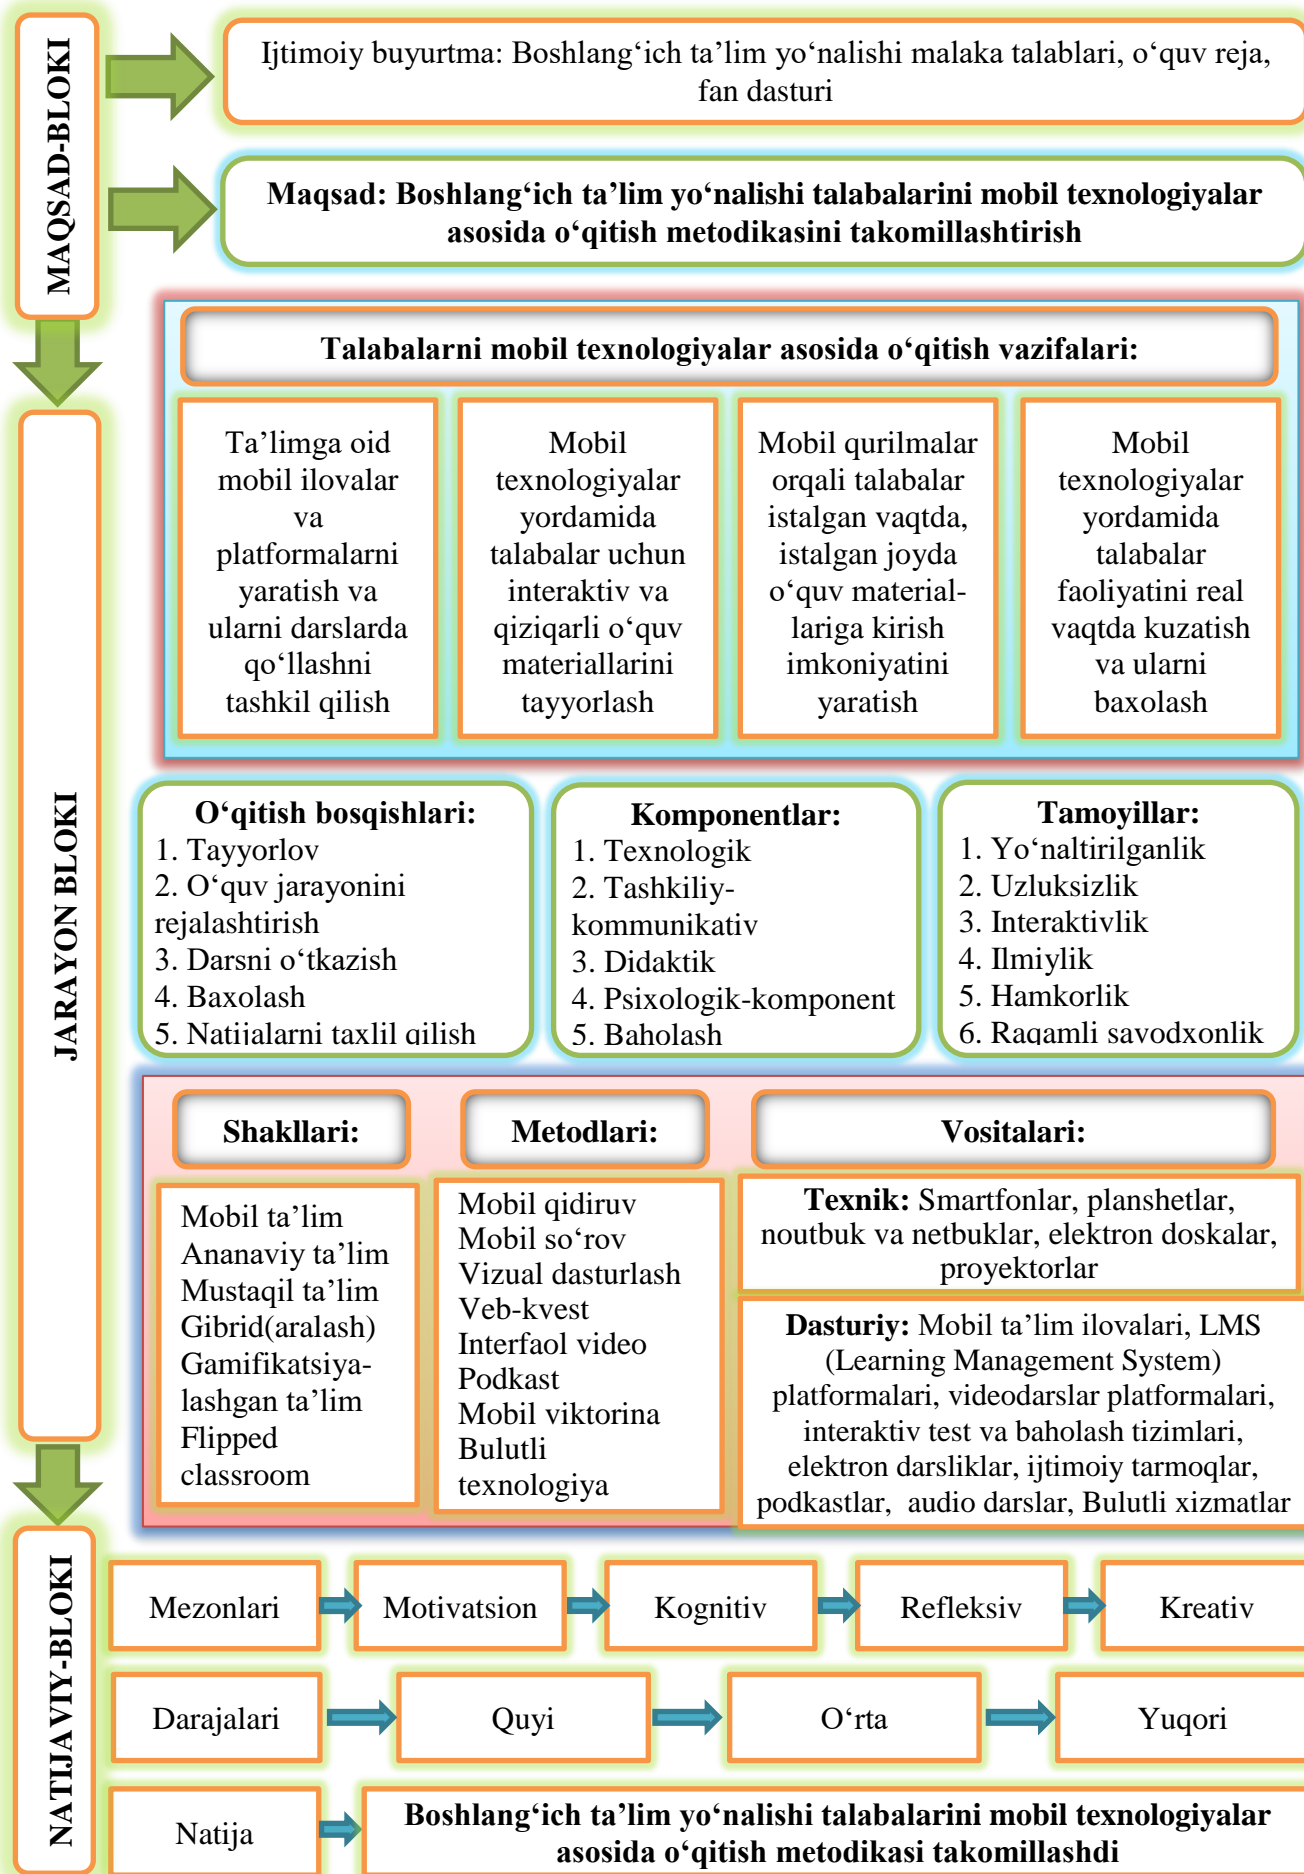 MAQSAD-BLOKI
Ijtimoiy buyurtma: Boshlang‘ich ta’lim yo‘nalishi malaka talablari, o‘quv reja,
fan dasturi
Maqsad: Boshlang‘ich ta’lim yo‘nalishi talabalarini mobil texnologiyalar
asosida o‘qitish metodikasini takomillashtirish
JARAYON BLOKI
Talabalarni mobil texnologiyalar asosida o‘qitish vazifalari:
Ta’limga oid
mobil ilovalar
va
platformalarni
yaratish va
ularni darslarda
qo‘llashni
tashkil qilish
Mobil
texnologiyalar
yordamida
talabalar uchun
interaktiv va
qiziqarli o‘quv
materiallarini
tayyorlash
Mobil qurilmalar
orqali talabalar
istalgan vaqtda,
istalgan joyda
o‘quv material-
lariga kirish
imkoniyatini
yaratish
Mobil
texnologiyalar
yordamida
talabalar
faoliyatini real
vaqtda kuzatish
va ularni
baxolash
O‘qitish bosqishlari:
1. Tayyorlov
2. O‘quv jarayonini
rejalashtirish
3. Darsni o‘tkazish
4. Baxolash
5. Natijalarni taxlil qilish
Komponentlar:
1. Texnologik
2. Tashkiliy-
kommunikativ
3. Didaktik
4. Psixologik-komponent
5. Baholash
Tamoyillar:
1. Yo‘naltirilganlik
2. Uzluksizlik
3. Interaktivlik
4. Ilmiylik
5. Hamkorlik
6. Raqamli savodxonlik
Shakllari:
Mobil ta’lim
Ananaviy ta’lim
Mustaqil ta’lim
Gibrid(aralash)
Gamifikatsiya-
lashgan ta’lim
Flipped
classroom
Metodlari:
Mobil qidiruv
Mobil so‘rov
Vizual dasturlash
Veb-kvest
Interfaol video
Podkast
Mobil viktorina
Bulutli
texnologiya
Vositalari:
Texnik: Smartfonlar, planshetlar,
noutbuk va netbuklar, elektron doskalar,
proyektorlar
Dasturiy: Mobil ta’lim ilovalari, LMS
(Learning Management System)
platformalari, videodarslar platformalari,
interaktiv test va baholash tizimlari,
elektron darsliklar, ijtimoiy tarmoqlar,
podkastlar, audio darslar, Bulutli xizmatlar
NATIJAVIY-BLOKI
Mezonlari
Motivatsion
Kognitiv
Refleksiv
Kreativ
Darajalari
Quyi
O‘rta
Yuqori
Natija
Boshlang‘ich ta’lim yo‘nalishi talabalarini mobil texnologiyalar
asosida o‘qitish metodikasi takomillashdi